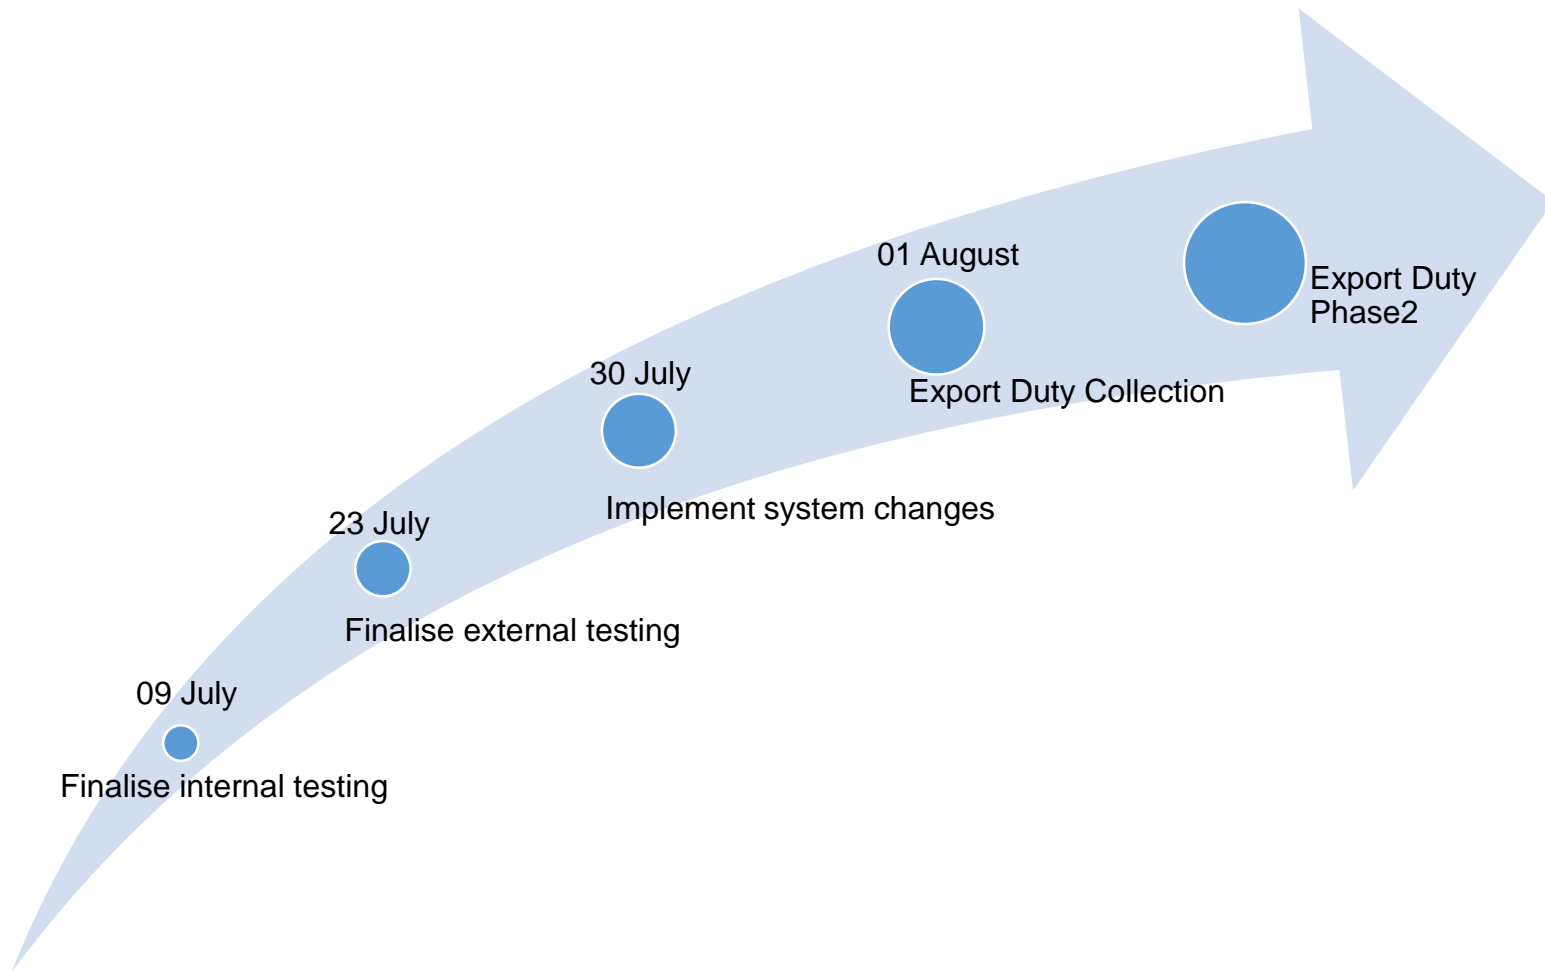 01 August
Export Duty
Phase2
30 July
Export Duty Collection
23 July
Implement system changes
Finalise external testing
09 July
Finalise internal testing